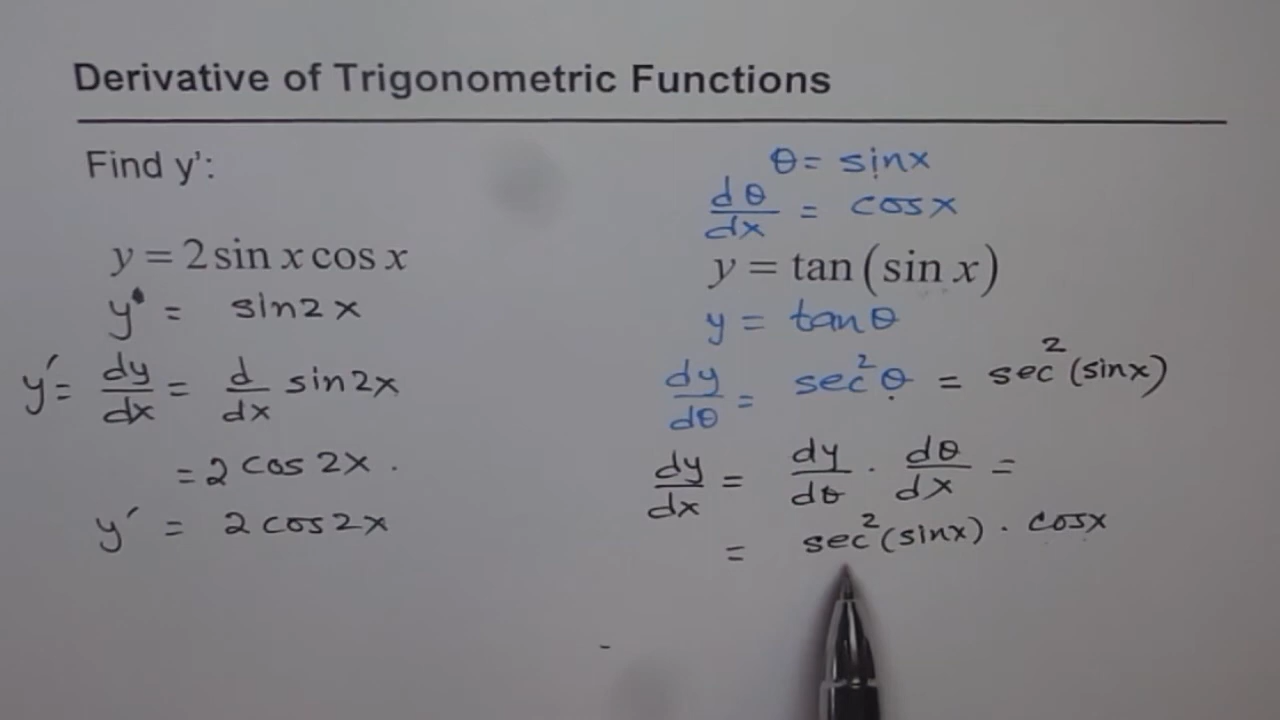 Derivative of Trigonometric Functions
Find y':
y = 2 sin x cos x
y = sin2x
y' = dy/dx = d/dx sin2x
= 2 cos 2x .
y' = 2 cos2x
θ = sinx
dθ/dx = cosx
y = tan(sin x)
y = tanθ
dy/dθ = sec²θ = sec²(sinx)
dy/dx = dy/dθ . dθ/dx =
= sec²(sinx) . cosx